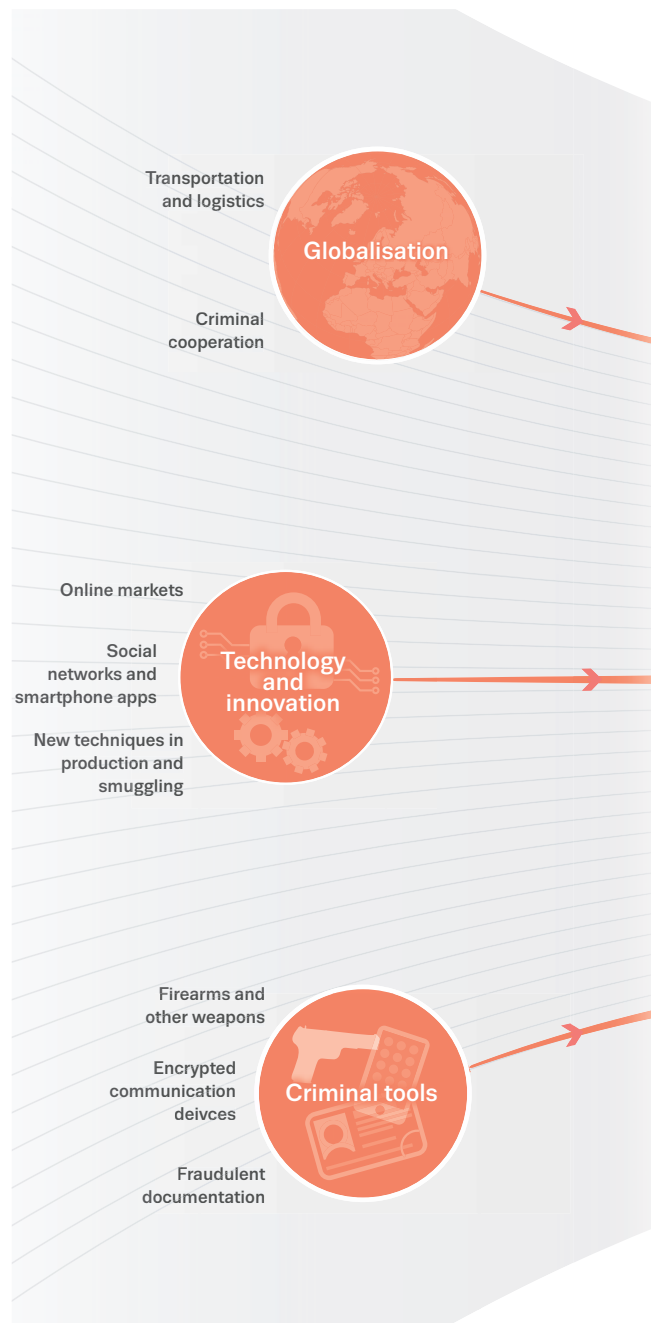 Transportation
and logistics
Globalisation
Criminal
cooperation
Online markets
Social
networks and
smartphone apps
Technology
and
innovation
New techniques in
production and
smuggling
Firearms and
other weapons
Encrypted
communication
deivces
Criminal tools
Fraudulent
documentation